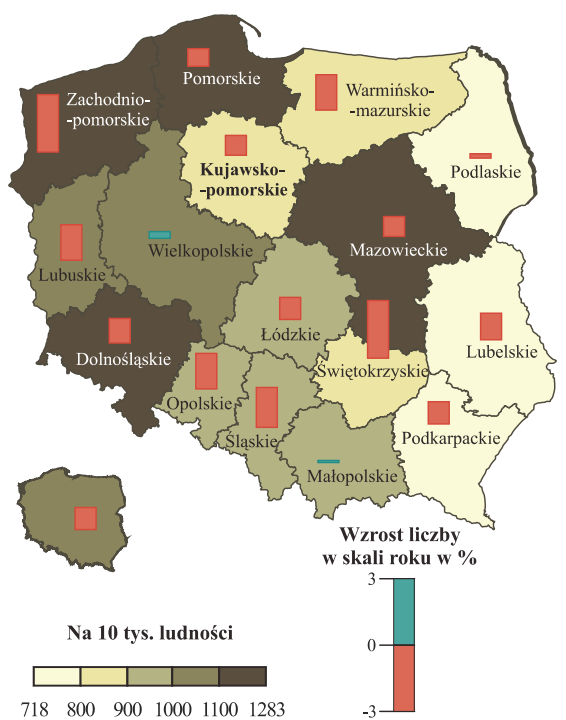 Pomorskie
Zachodnio-
-pomorskie
Warmińsko-
mazurskie
Kujawsko-
-pomorskie
Podlaskie
Wielkopolskie
Mazowieckie
Lubuskie
Łódzkie
Dolnośląskie
Lubelskie
Świętokrzyskie
Opolskie
Śląskie
Podkarpackie
Małopolskie
Wzrost liczby
w skali roku w %
3
0
-3
Na 10 tys. ludności
718 800 900 1000 1100 1283